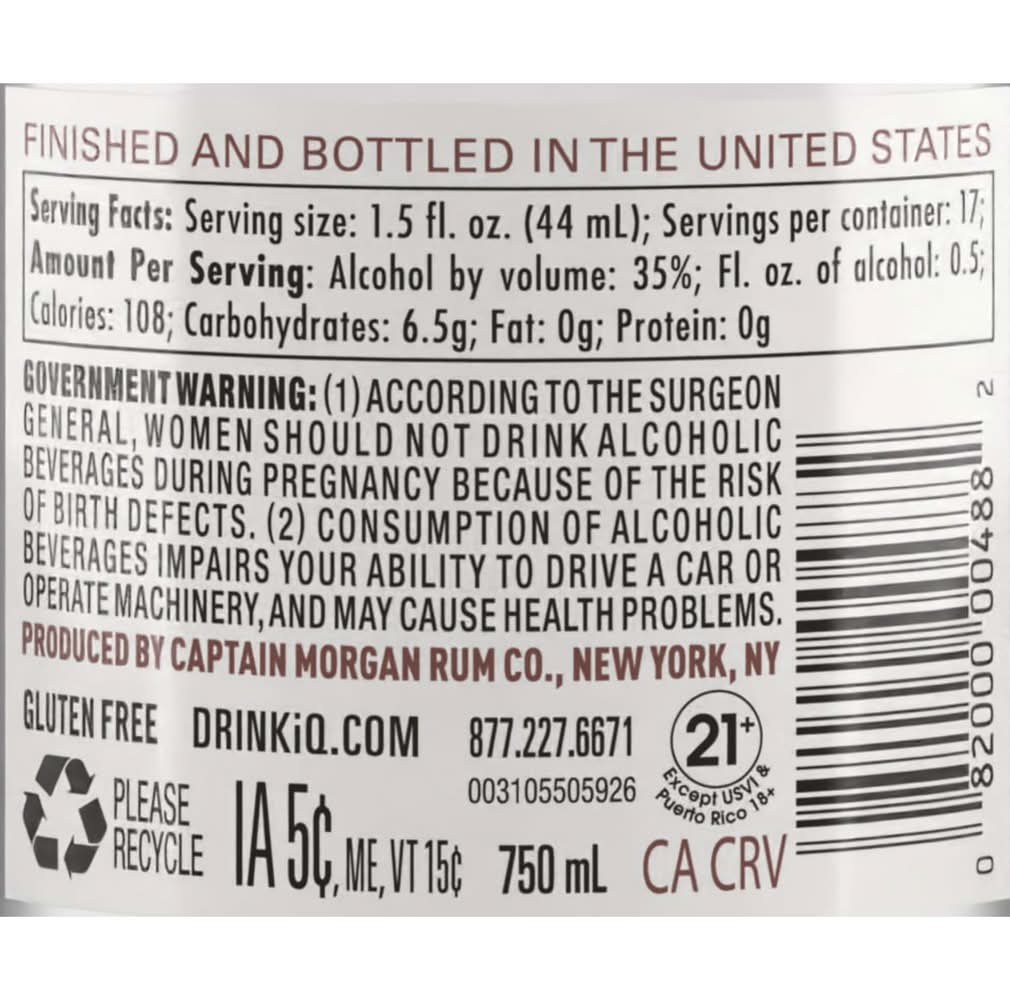 FINISHED AND BOTTLED IN THE UNITED STATES
Serving Facts: Serving size: 1.5 fl. oz. (44 mL); Servings per container: 17;
Amount Per Serving: Alcohol by volume: 35%; Fl. oz. of alcohol: 0.5;
Calories: 108; Carbohydrates: 6.5g; Fat: 0g; Protein: 0g
GOVERNMENT WARNING: (1) ACCORDING TO THE SURGEON
GENERAL, WOMEN SHOULD NOT DRINK ALCOHOLIC
BEVERAGES DURING PREGNANCY BECAUSE OF THE RISK
OF BIRTH DEFECTS. (2) CONSUMPTION OF ALCOHOLIC
BEVERAGES IMPAIRS YOUR ABILITY TO DRIVE A CAR OR
OPERATE MACHINERY, AND MAY CAUSE HEALTH PROBLEMS.
PRODUCED BY CAPTAIN MORGAN RUM CO., NEW YORK, NY
GLUTEN FREE DRINKiQ.COM 877.227.6671
003105505926
21+
Except USVI &
Puerto Rico 18+
PLEASE
RECYCLE
IA 5¢, ME, VT 15¢ 750 mL CA CRV
0 82000 00488 2